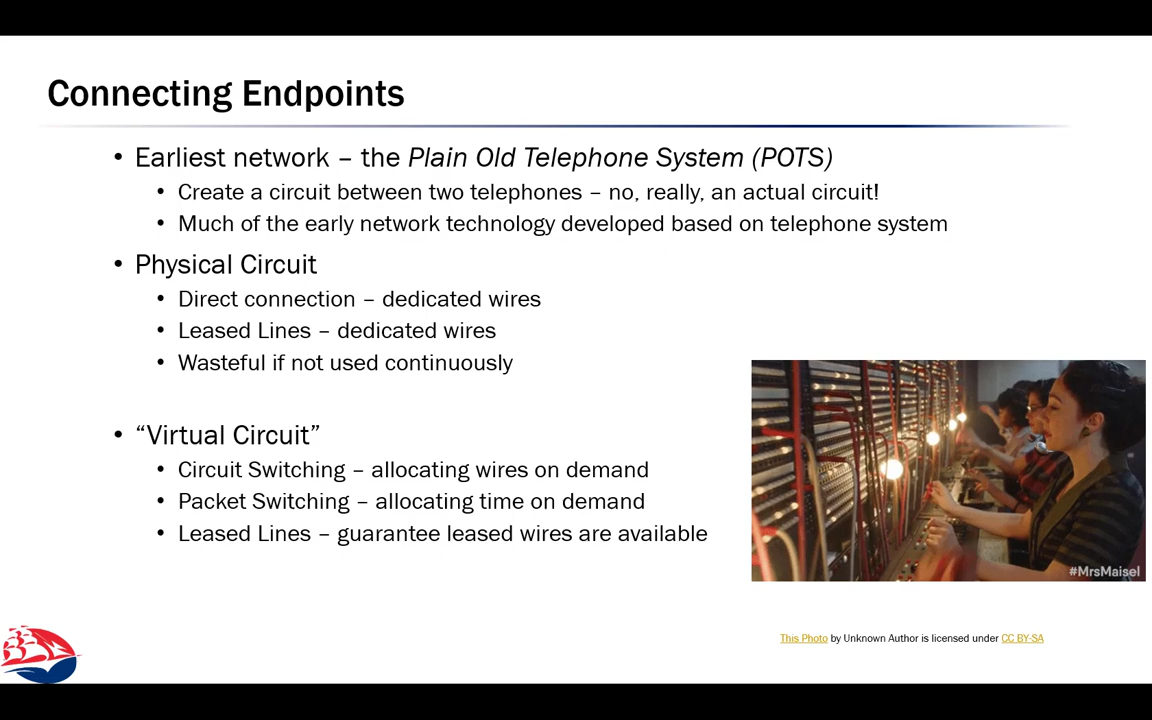 Connecting Endpoints
• Earliest network – the Plain Old Telephone System (POTS)
• Create a circuit between two telephones – no, really, an actual circuit!
• Much of the early network technology developed based on telephone system
• Physical Circuit
• Direct connection – dedicated wires
• Leased Lines – dedicated wires
• Wasteful if not used continuously
• “Virtual Circuit”
• Circuit Switching – allocating wires on demand
• Packet Switching – allocating time on demand
• Leased Lines – guarantee leased wires are available
#MrsMaisel
This Photo by Unknown Author is licensed under CC BY-SA